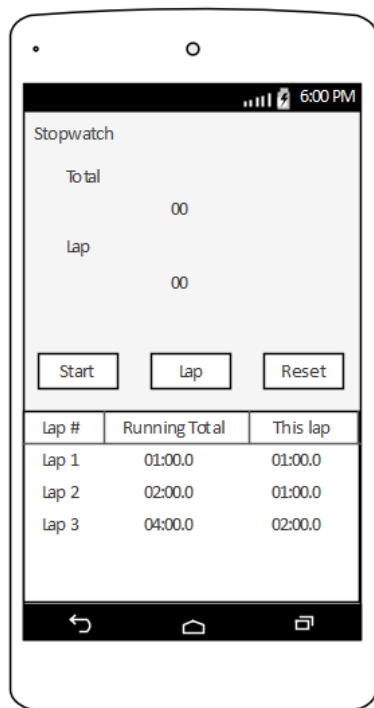 6:00 PM
Stopwatch
Total
00
Lap
00
Start Lap Reset
Lap # Running Total This lap
Lap 1 01:00.0 01:00.0
Lap 2 02:00.0 01:00.0
Lap 3 04:00.0 02:00.0